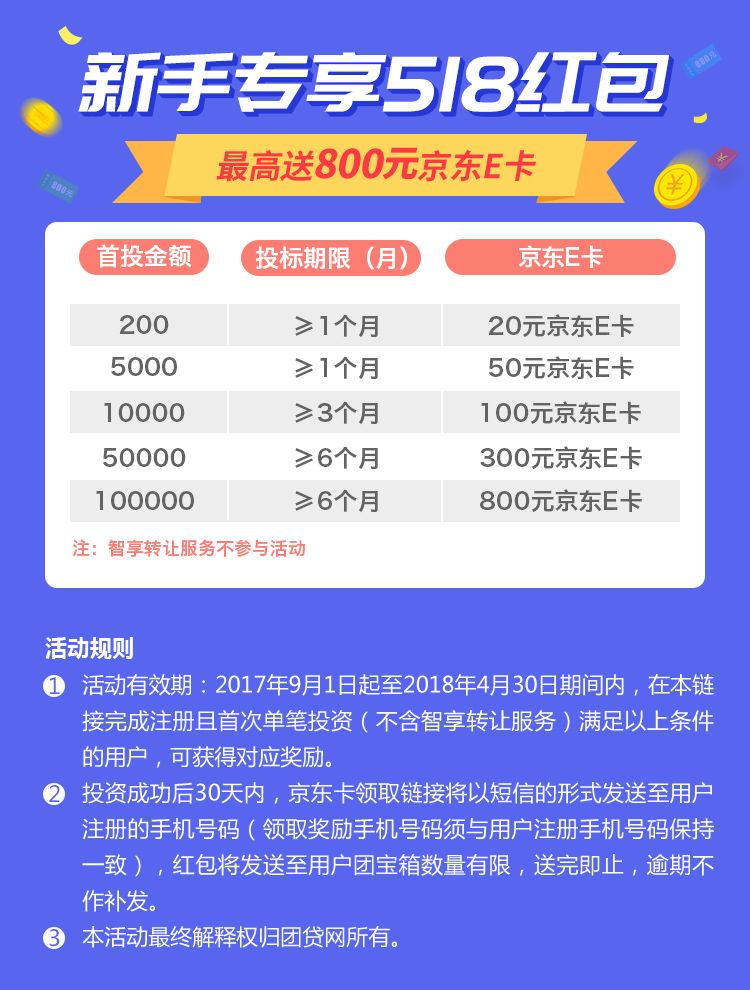 新手专享518红包
800元
最高送800元京东E卡
800元
¥
¥
首投金额 投标期限（月） 京东E卡
200 ≥1个月 20元京东E卡
5000 ≥1个月 50元京东E卡
10000 ≥3个月 100元京东E卡
50000 ≥6个月 300元京东E卡
100000 ≥6个月 800元京东E卡
注：智享转让服务不参与活动
活动规则
1 活动有效期：2017年9月1日起至2018年4月30日期间内，在本链
接完成注册且首次单笔投资（不含智享转让服务）满足以上条件
的用户，可获得对应奖励。
2 投资成功后30天内，京东卡领取链接将以短信的形式发送至用户
注册的手机号码（领取奖励手机号码须与用户注册手机号码保持
一致），红包将发送至用户团宝箱数量有限，送完即止，逾期不
作补发。
3 本活动最终解释权归团贷网所有。